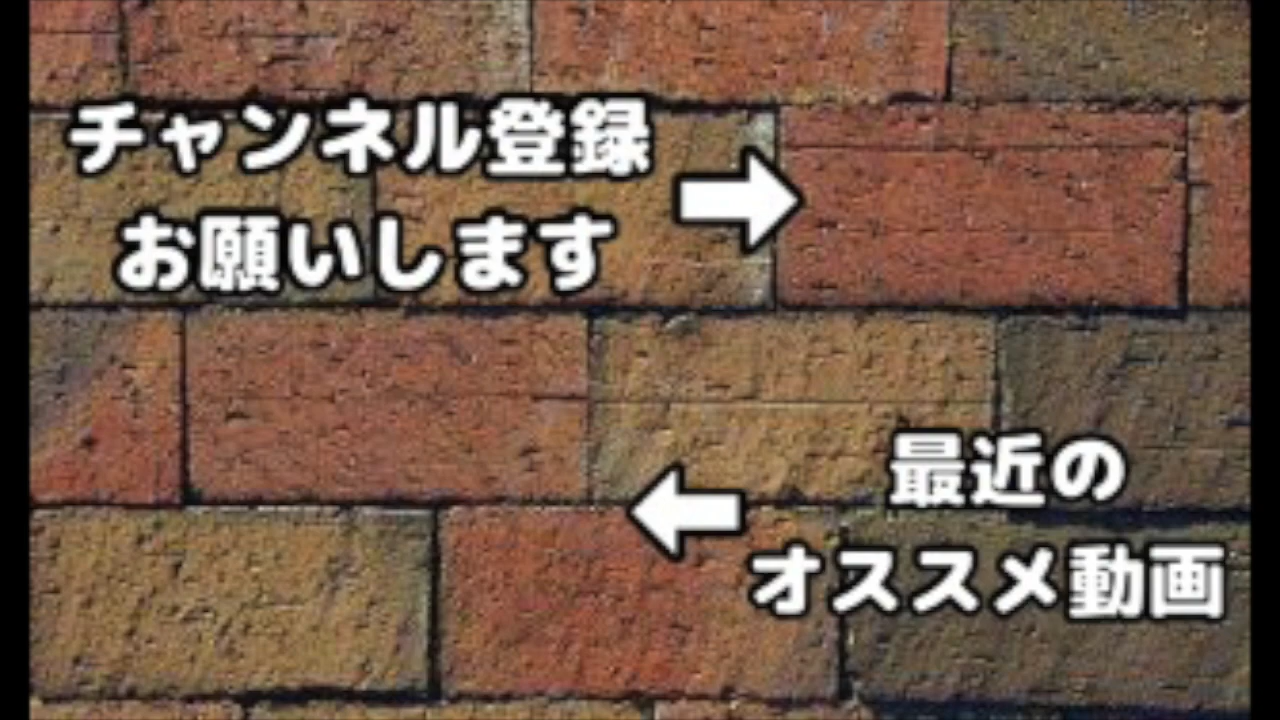 チャンネル登録
お願いします
最近の
オススメ動画